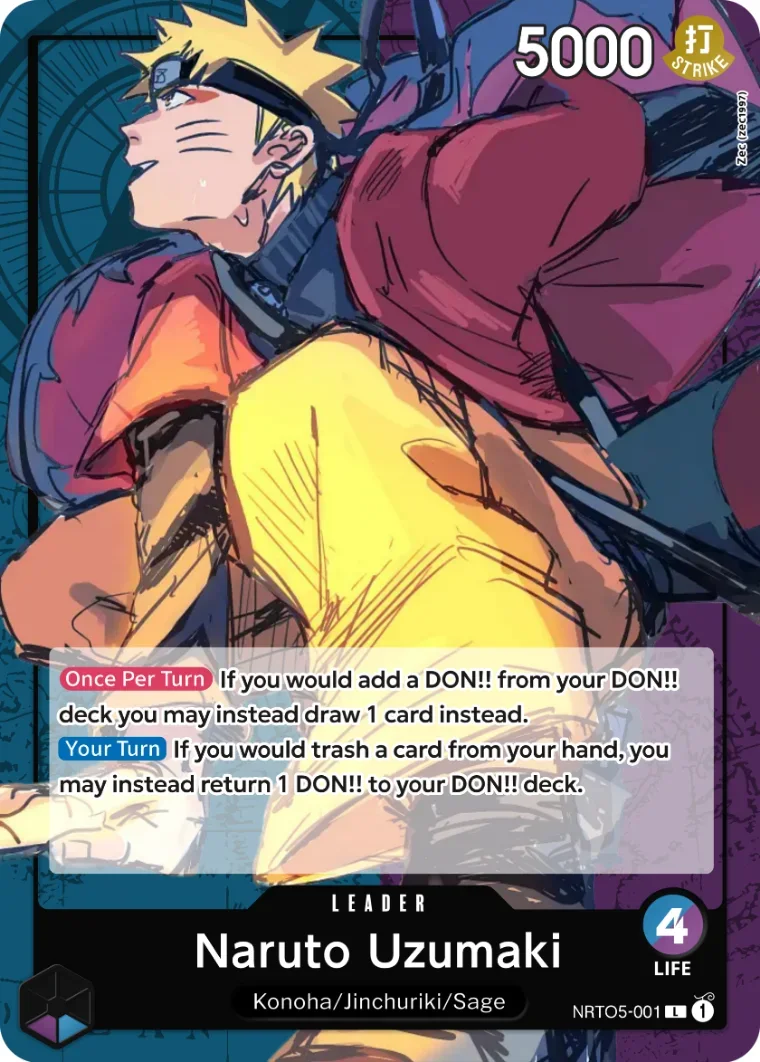 5000
打
STRIKE
Zec (zec1997)
Once Per Turn If you would add a DON!! from your DON!!
deck you may instead draw 1 card instead.
Your Turn If you would trash a card from your hand, you
may instead return 1 DON!! to your DON!! deck.
LEADER
Naruto Uzumaki
4
LIFE
Konoha/Jinchuriki/Sage
NRTO5-001 L 1